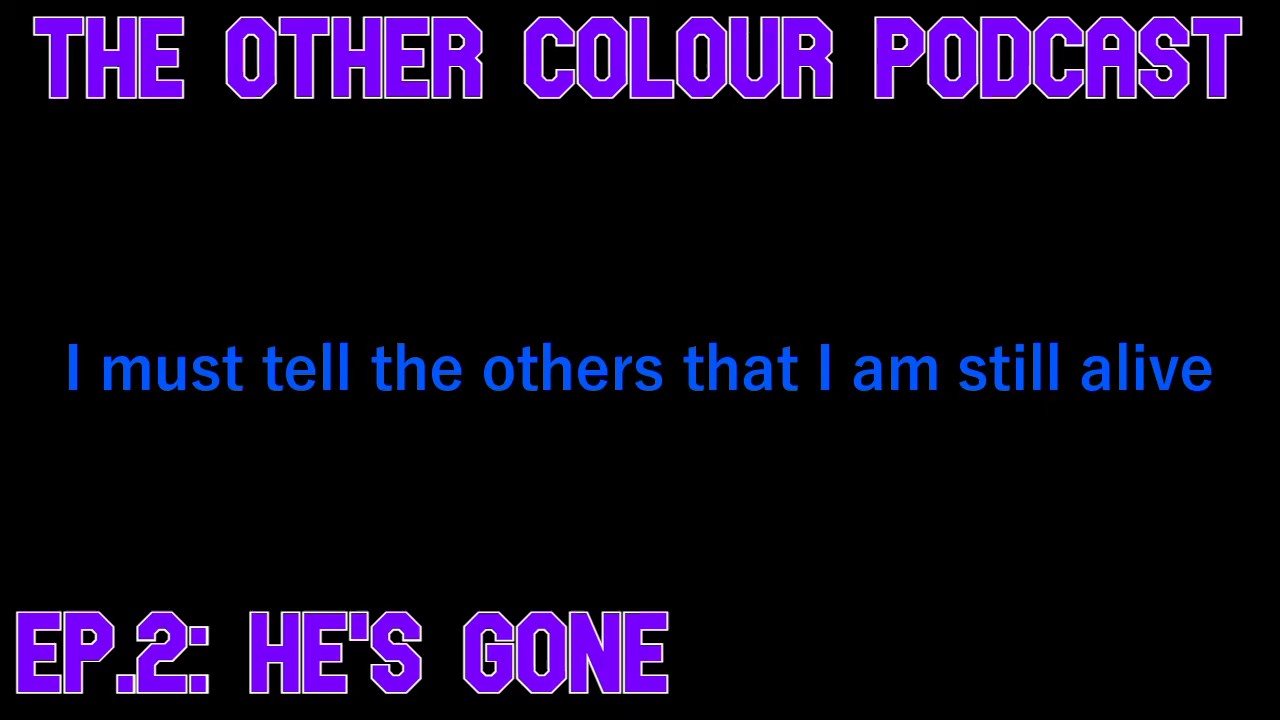 THE OTHER COLOUR PODCAST
I must tell the others that I am still alive
EP.2: HE'S GONE